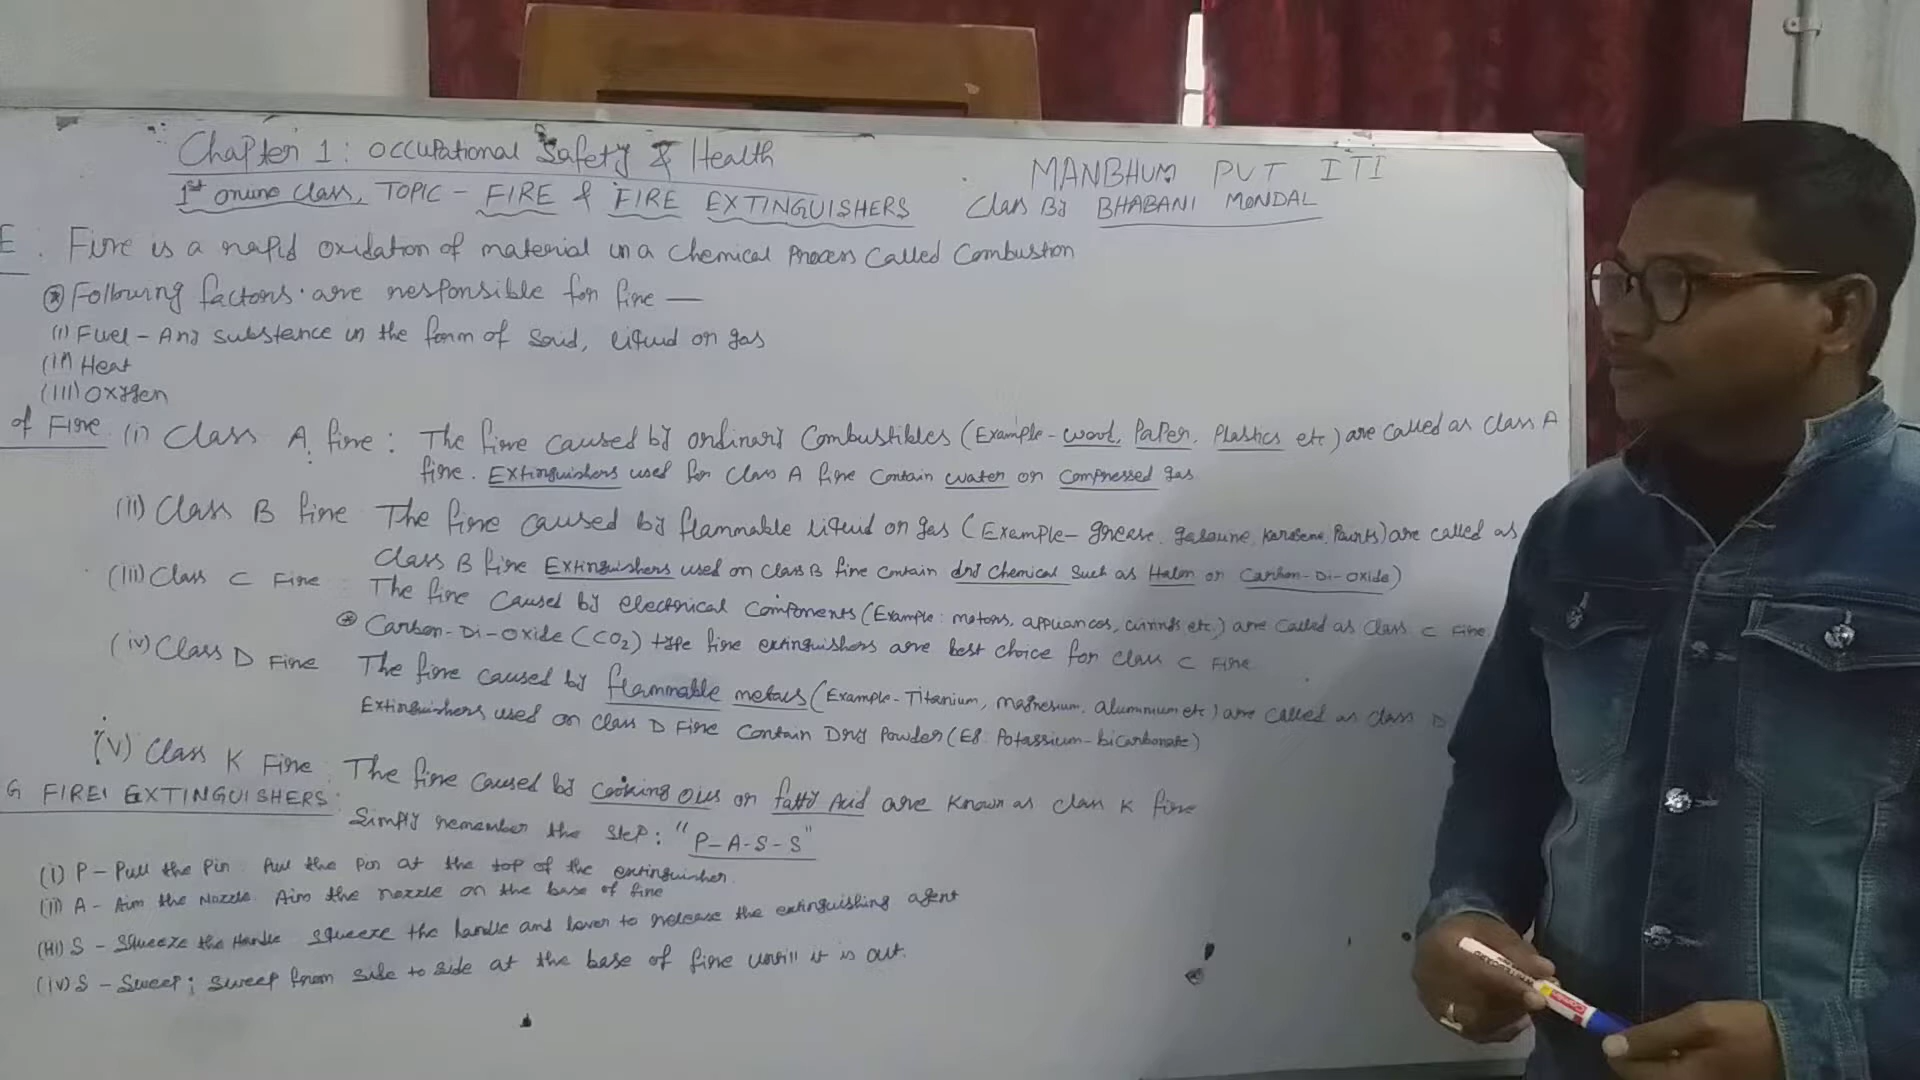 Chapter 1: Occupational Safety & Health
1st online class, TOPIC - FIRE & FIRE EXTINGUISHERS
MANBHUM PVT ITI
Class By BHABANI MONDAL
E. Fire is a rapid oxidation of material in a chemical Process called Combustion
Following factors are responsible for fire —
(i) Fuel - Any substance in the form of Solid, liquid or gas
(ii) Heat
(iii) Oxygen
of Fire (i) Class A fire: The fire caused by ordinary Combustibles (Example- wood, Paper, Plastics etc) are called as class A
fire. Extinguishers used for Class A fire Contain water or Compressed gas
(ii) Class B fire The fire caused by flammable liquid or gas (Example- grease, gasoline, kerosene, Paints) are called as
Class B fire Extinguishers used on Class B fire contain dry Chemical such as Halon or Carbon-Di-oxide)
(iii) Class C Fire The fire caused by electrical components (Example: motors, appliances, etc.) are called as Class C Fire
Carbon-Di-Oxide (CO2) type fire extinguishers are best choice for class C Fire
(iv) Class D Fire The fire caused by flammable metals (Example- Titanium, magnesium, aluminium etc) are called as class D
Extinguishers used on class D Fire Contain Dry Powder (Eg. Potassium-bicarbonate)
(v) Class K Fire The fire caused by cooking oils or fatty Acid are known as class K fire
G FIRE EXTINGUISHERS: Simply remember the step: "P-A-S-S"
(i) P - Pull the Pin. Pull the Pin at the top of the extinguisher.
(ii) A - Aim the Nozzle. Aim the nozzle on the base of fire
(iii) S - Squeeze the Handle squeeze the handle and lever to release the extinguishing agent
(iv) S - Sweep; sweep from side to side at the base of fire untill it is out.